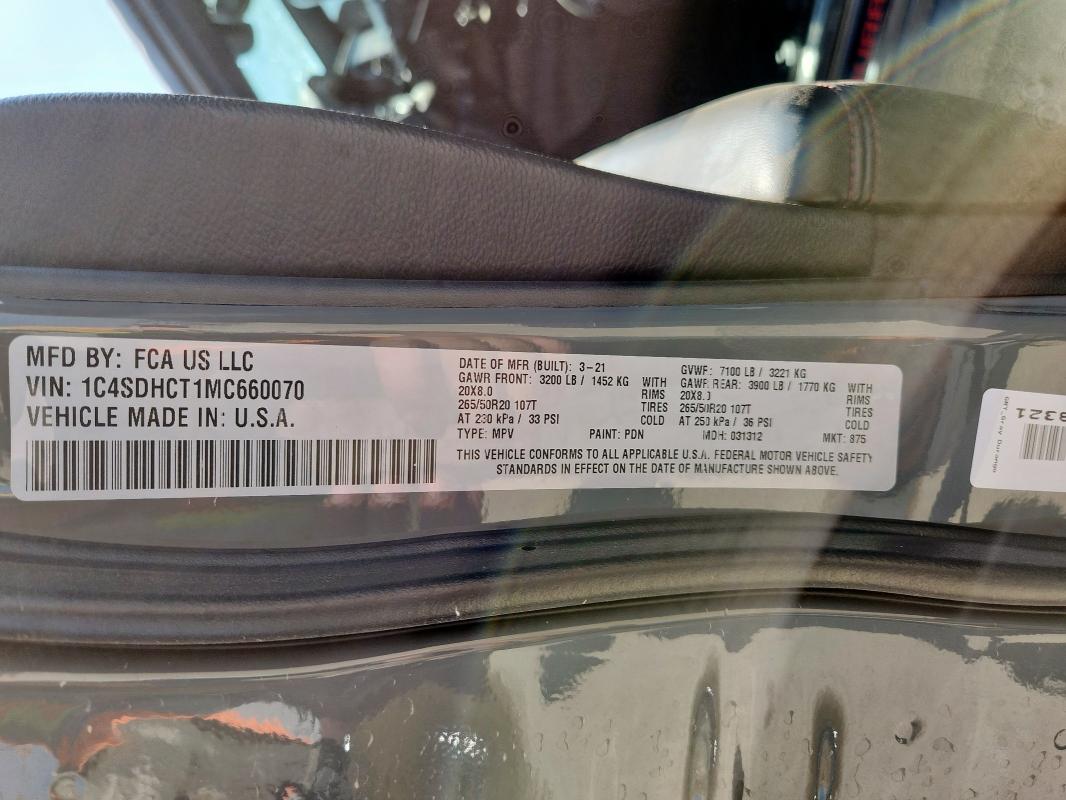 MFD BY: FCA US LLC
VIN: 1C4SDHCT1MC660070
VEHICLE MADE IN: U.S.A.
DATE OF MFR (BUILT): 3-21
GAWR FRONT: 3200 LB / 1452 KG WITH
20X8.0 RIMS
265/50R20 107T TIRES
AT 230 kPa / 33 PSI COLD
GVWR: 7100 LB / 3221 KG
GAWR REAR: 3900 LB / 1770 KG WITH
20X8.0 RIMS
265/50R20 107T TIRES
AT 250 kPa / 36 PSI COLD
TYPE: MPV PAINT: PDN MDH: 031312 MKT: 875
THIS VEHICLE CONFORMS TO ALL APPLICABLE U.S.A. FEDERAL MOTOR VEHICLE SAFETY
STANDARDS IN EFFECT ON THE DATE OF MANUFACTURE SHOWN ABOVE.
8321
Gray Durango